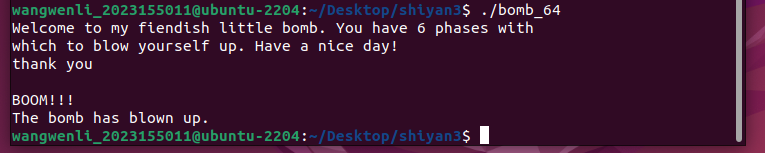 wangwenli_2023155011@ubuntu-2204:~/Desktop/shiyan3$ ./bomb_64
Welcome to my fiendish little bomb. You have 6 phases with
which to blow yourself up. Have a nice day!
thank you
BOOM!!!
The bomb has blown up.
wangwenli_2023155011@ubuntu-2204:~/Desktop/shiyan3$